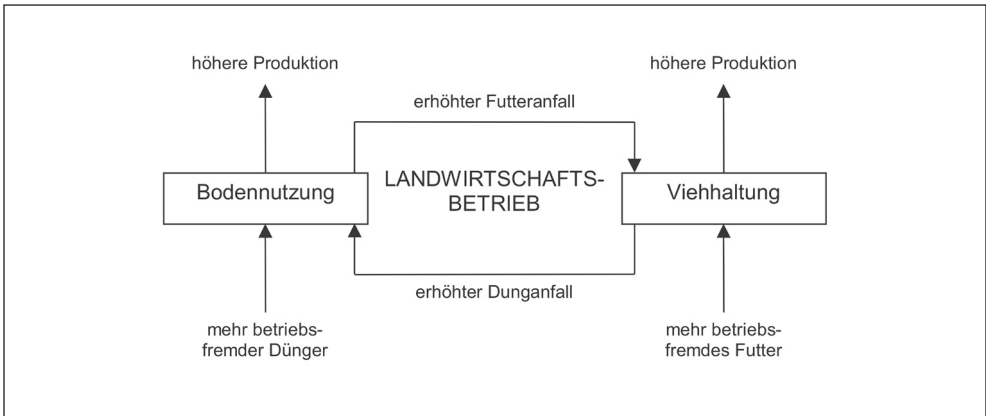 höhere Produktion
höhere Produktion
erhöhter Futteranfall
Bodennutzung
LANDWIRTSCHAFTS-
BETRIEB
Viehhaltung
erhöhter Dunganfall
mehr betriebs-
fremder Dünger
mehr betriebs-
fremdes Futter